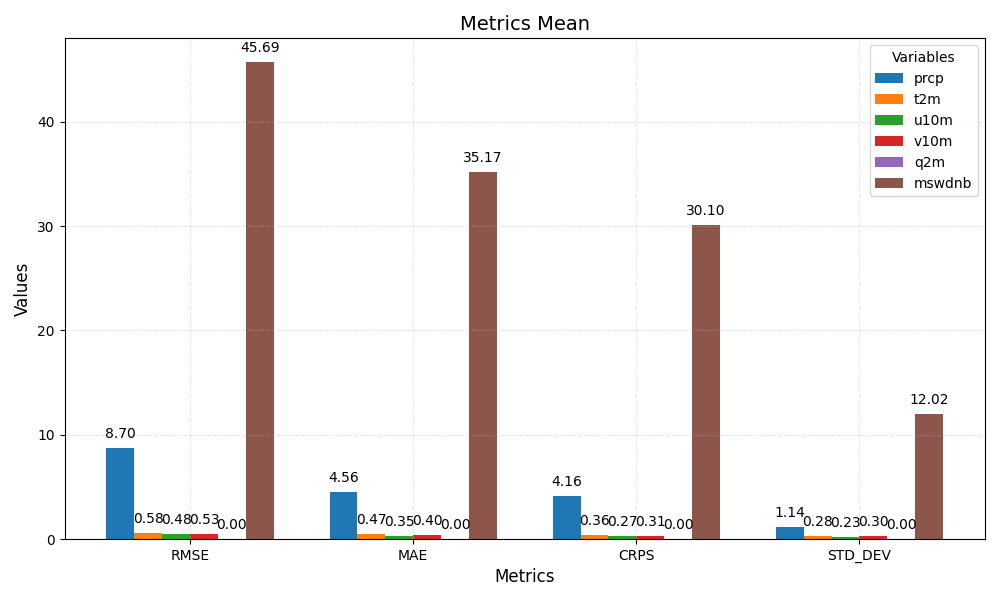 Metrics Mean
Variables
prcp
t2m
u10m
v10m
q2m
mswdnb
Values
40
30
20
10
0
8.70
0.58
0.48
0.53
0.00
45.69
4.56
0.47
0.35
0.40
0.00
35.17
4.16
0.36
0.27
0.31
0.00
30.10
1.14
0.28
0.23
0.30
0.00
12.02
RMSE
MAE
CRPS
STD_DEV
Metrics